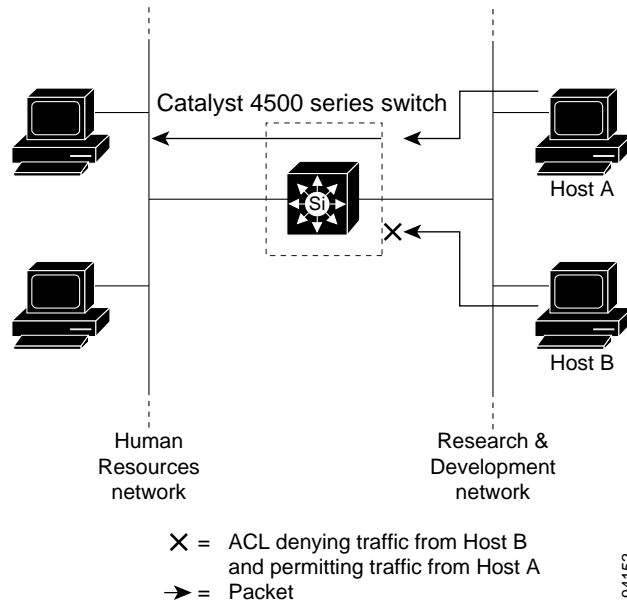 Catalyst 4500 series switch
Si
Host A
Host B
Human
Resources
network
Research &
Development
network
X = ACL denying traffic from Host B
and permitting traffic from Host A
→ = Packet
94152